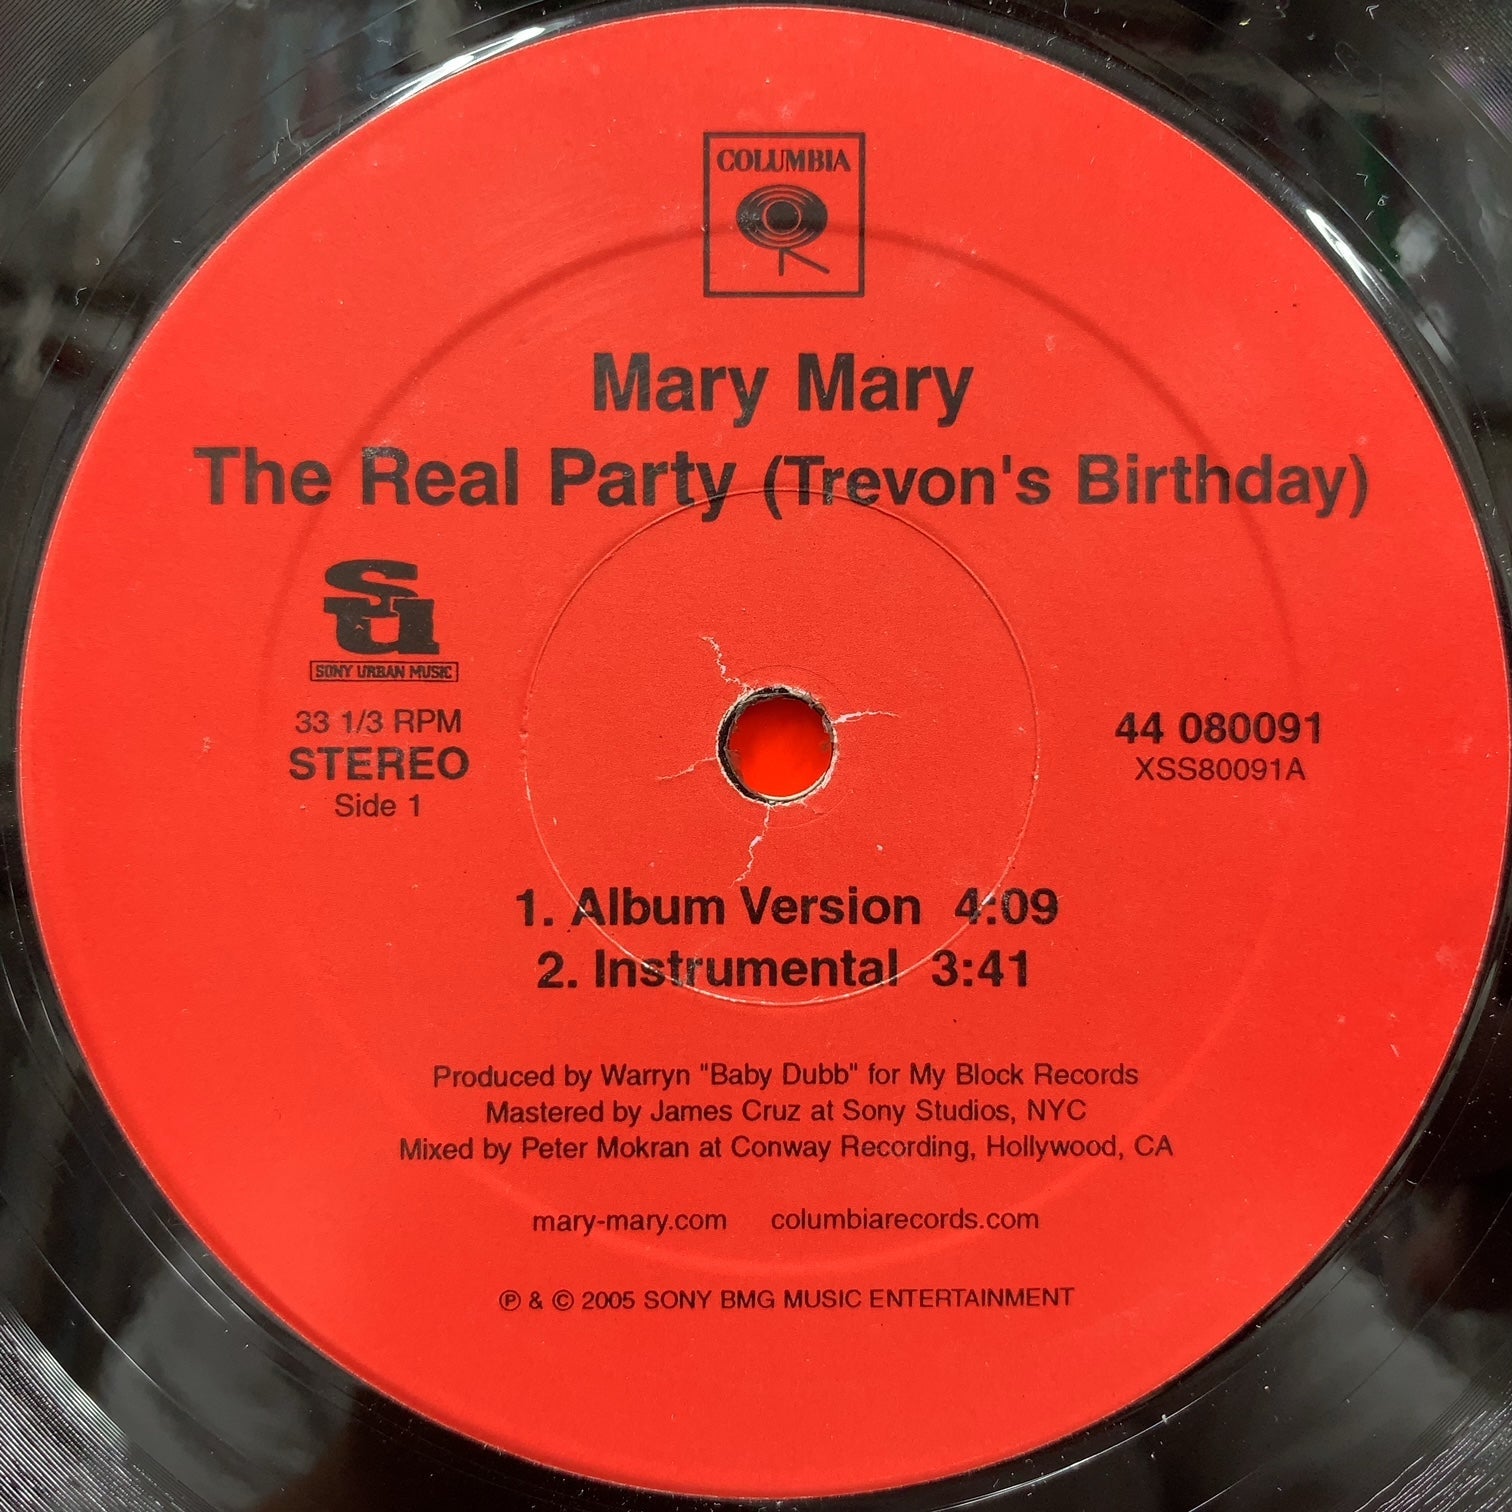 COLUMBIA
Mary Mary
The Real Party (Trevon's Birthday)
su
SONY URBAN MUSIC
33 1/3 RPM
STEREO
Side 1
44 080091
XSS80091A
1. Album Version 4:09
2. Instrumental 3:41
Produced by Warryn "Baby Dubb" for My Block Records
Mastered by James Cruz at Sony Studios, NYC
Mixed by Peter Mokran at Conway Recording, Hollywood, CA
mary-mary.com columbiarecords.com
℗ & © 2005 SONY BMG MUSIC ENTERTAINMENT